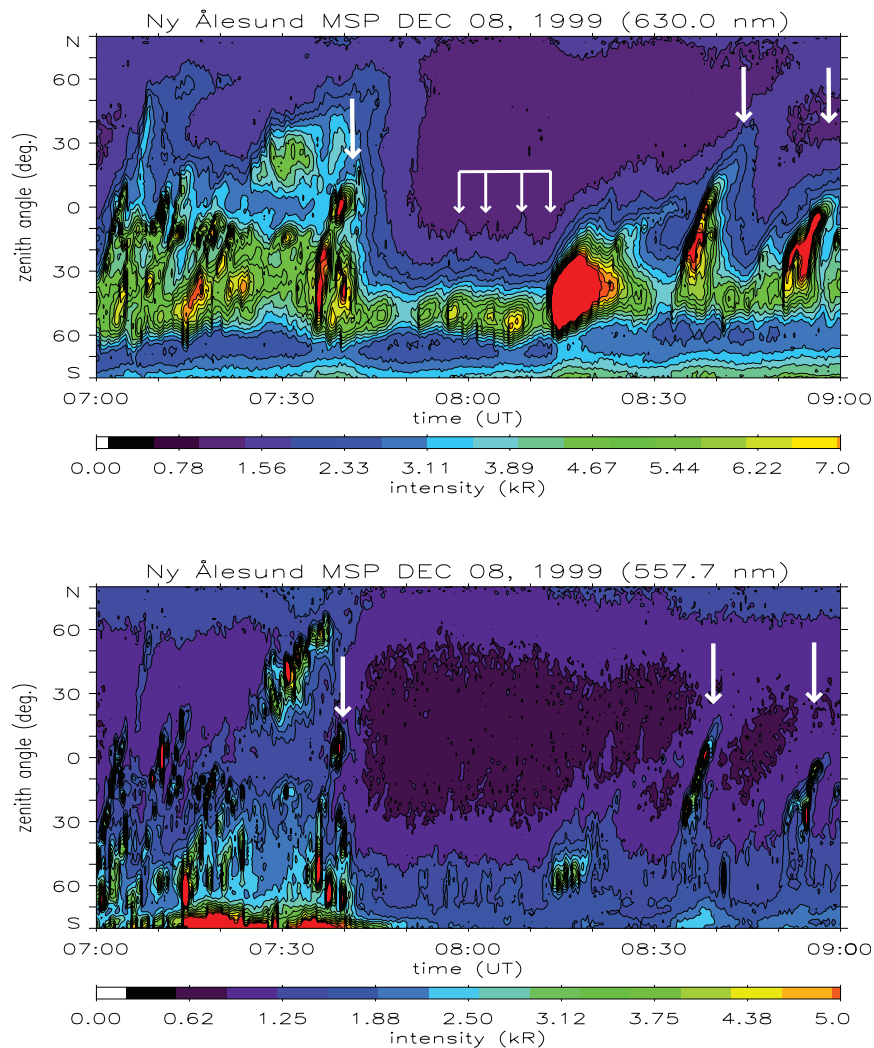 Ny Ålesund MSP DEC 08, 1999 (630.0 nm)
zenith angle (deg.)
N
60
30
0
30
60
S
07:00 07:30 08:00 08:30 09:00
time (UT)
0.00 0.78 1.56 2.33 3.11 3.89 4.67 5.44 6.22 7.0
intensity (kR)
Ny Ålesund MSP DEC 08, 1999 (557.7 nm)
zenith angle (deg.)
N
60
30
0
30
60
S
07:00 07:30 08:00 08:30 09:00
time (UT)
0.00 0.62 1.25 1.88 2.50 3.12 3.75 4.38 5.0
intensity (kR)